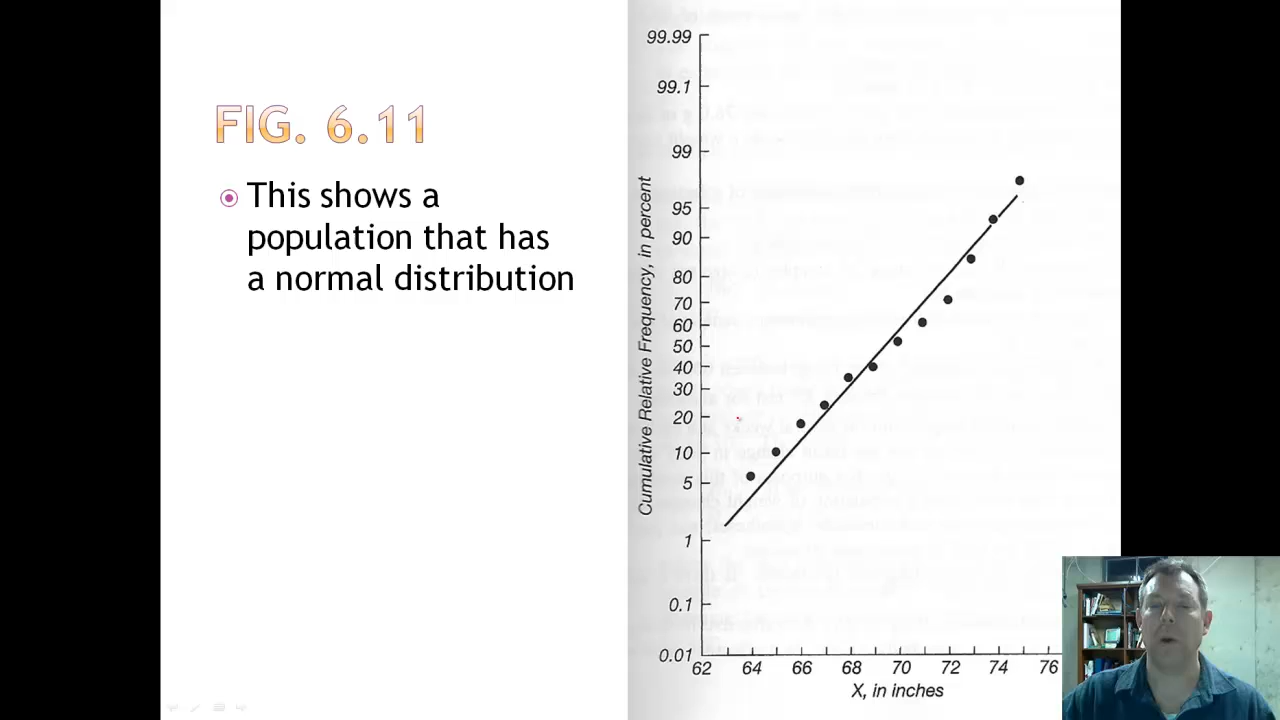 FIG. 6.11
This shows a
population that has
a normal distribution
Cumulative Relative Frequency, in percent
99.99
99.1
99
95
90
80
70
60
50
40
30
20
10
5
1
0.1
0.01
62 64 66 68 70 72 74 76
X, in inches